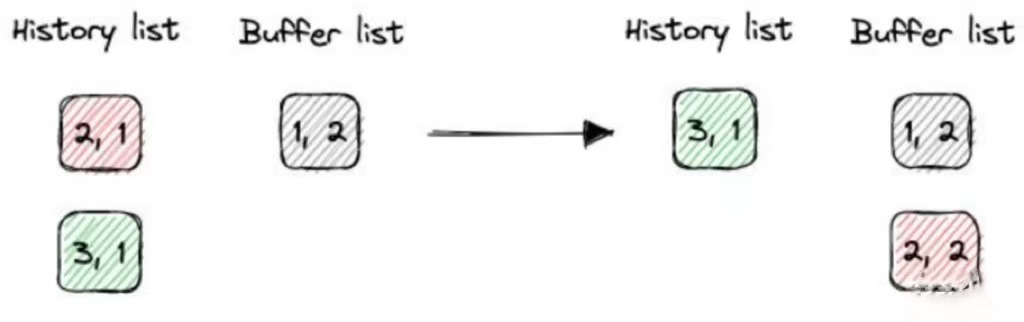 History list Buffer list History list Buffer list
2, 1 1, 2 3, 1 1, 2
3, 1 2, 2